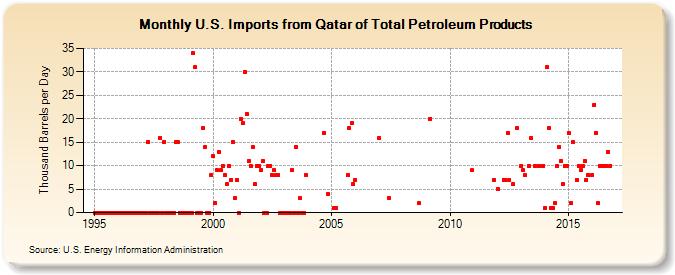 Monthly U.S. Imports from Qatar of Total Petroleum Products
Thousand Barrels per Day
35
30
25
20
15
10
5
0
1995 2000 2005 2010 2015
Source: U.S. Energy Information Administration